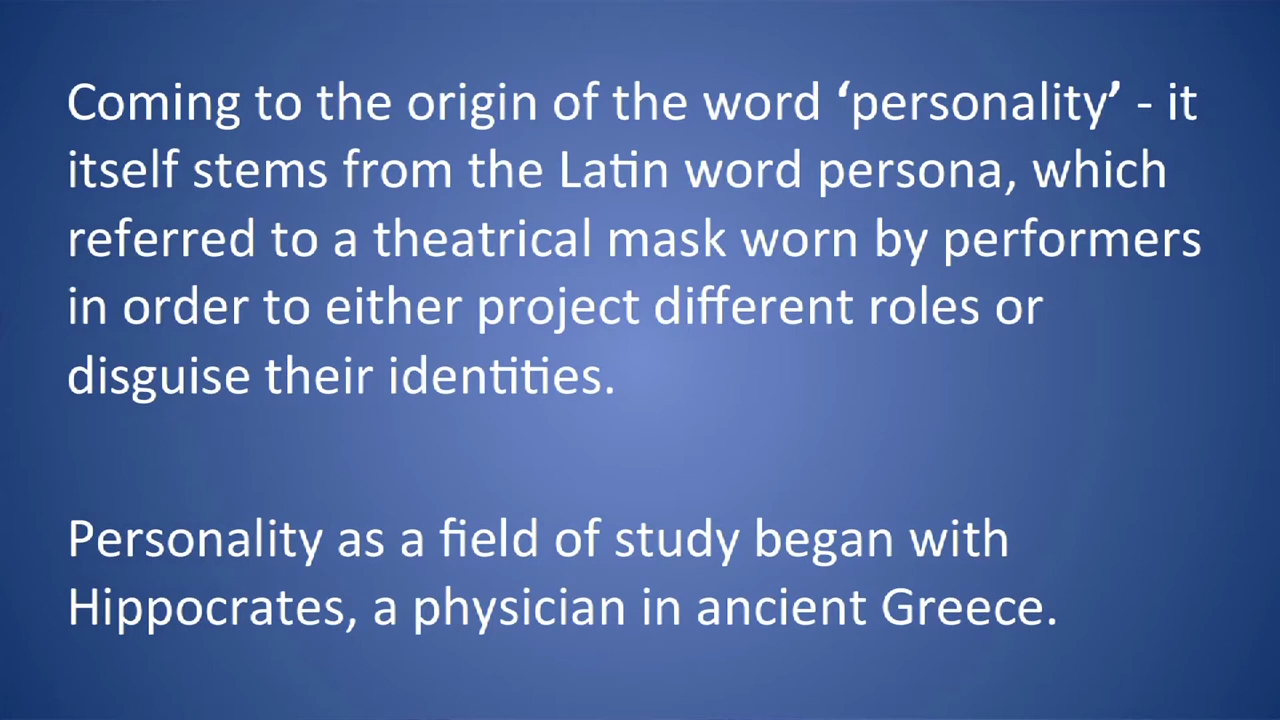 Coming to the origin of the word ‘personality’ - it
itself stems from the Latin word persona, which
referred to a theatrical mask worn by performers
in order to either project different roles or
disguise their identities.
Personality as a field of study began with
Hippocrates, a physician in ancient Greece.